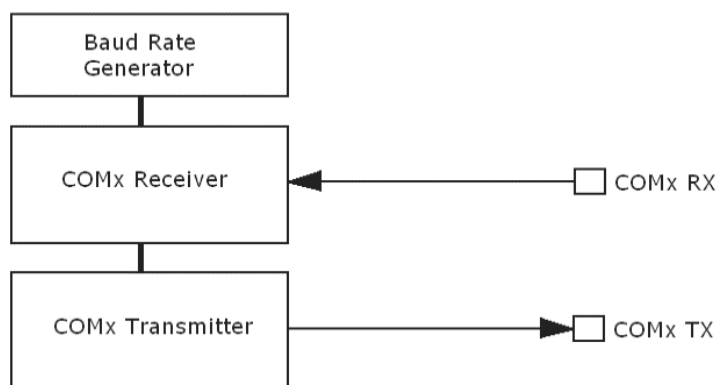 Baud Rate
Generator
COMx Receiver
COMx RX
COMx Transmitter
COMx TX